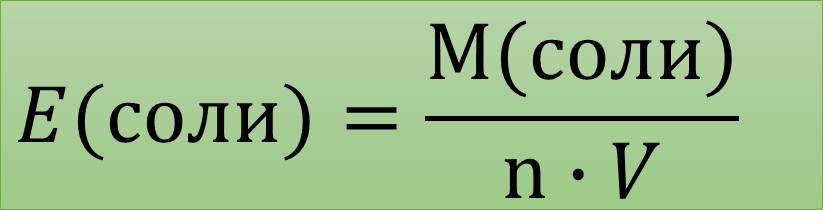 E(соли) = М(соли) / n · V